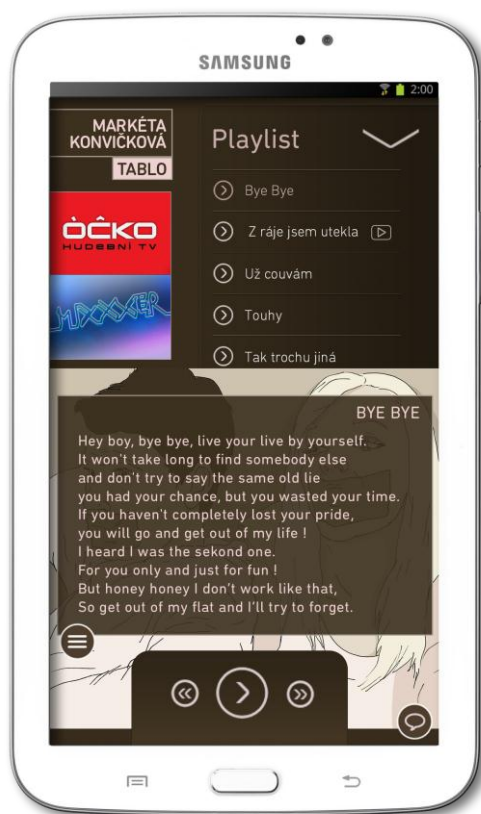 SAMSUNG
2:00
MARKÉTA
KONVIČKOVÁ
TABLO
ÒĈKO
HUDEBNÍ TV
MAXXXER
Playlist
Bye Bye
Z ráje jsem utekla
Už couvám
Touhy
Tak trochu jiná
BYE BYE
Hey boy, bye bye, live your live by yourself.
It won't take long to find somebody else
and don't try to say the same old lie
you had your chance, but you wasted your time.
If you haven't completely lost your pride,
you will go and get out of my life !
I heard I was the sekond one.
For you only and just for fun !
But honey honey I don't work like that,
So get out of my flat and I'll try to forget.